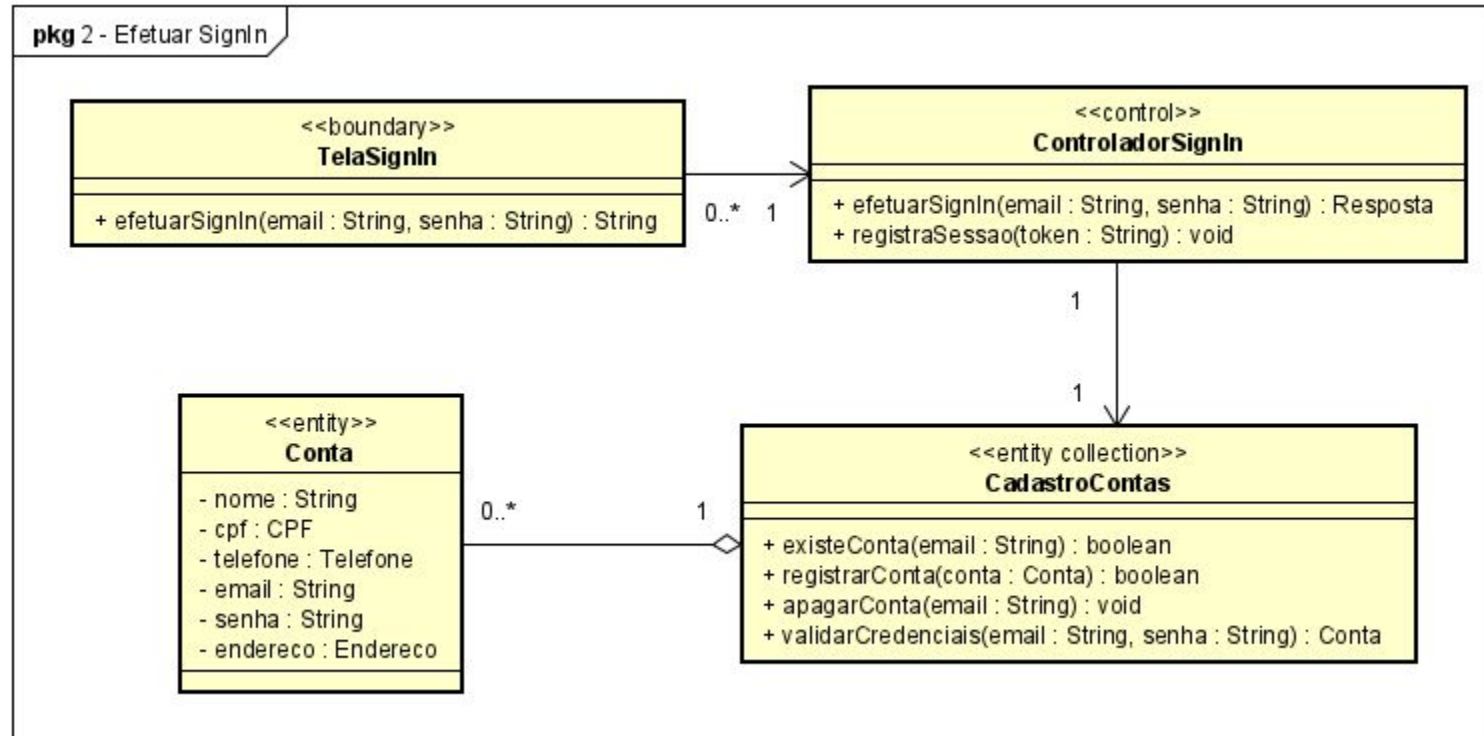 pkg 2 - Efetuar SignIn
<<boundary>>
TelaSignIn
+ efetuarSignIn(email : String, senha : String) : String
0..* 1
<<control>>
ControladorSignIn
+ efetuarSignIn(email : String, senha : String) : Resposta
+ registraSessao(token : String) : void
1
1
<<entity>>
Conta
- nome : String
- cpf : CPF
- telefone : Telefone
- email : String
- senha : String
- endereco : Endereco
0..* 1
<<entity collection>>
CadastroContas
+ existeConta(email : String) : boolean
+ registrarConta(conta : Conta) : boolean
+ apagarConta(email : String) : void
+ validarCredenciais(email : String, senha : String) : Conta